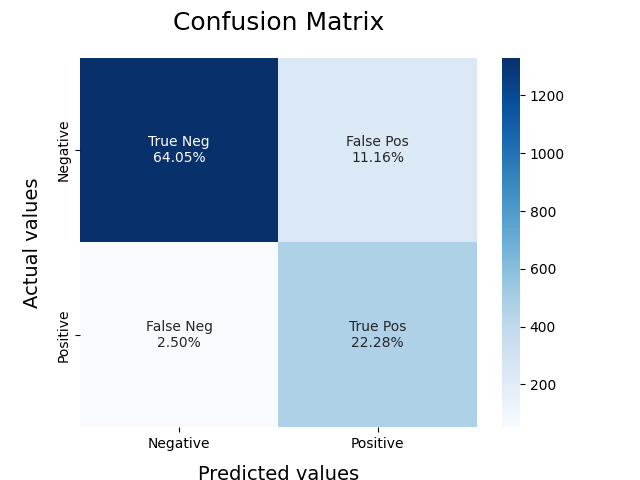 Confusion Matrix
Actual values
Negative
Positive
True Neg
64.05%
False Pos
11.16%
False Neg
2.50%
True Pos
22.28%
Negative
Positive
Predicted values
1200
1000
800
600
400
200